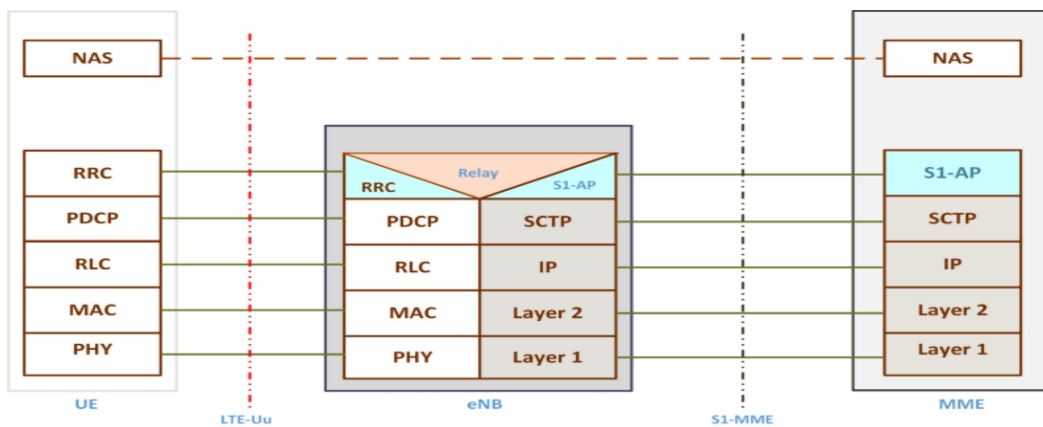 NAS NAS
Relay
RRC RRC S1-AP S1-AP
PDCP PDCP SCTP SCTP
RLC RLC IP IP
MAC MAC Layer 2 Layer 2
PHY PHY Layer 1 Layer 1
UE eNB MME
LTE-Uu S1-MME